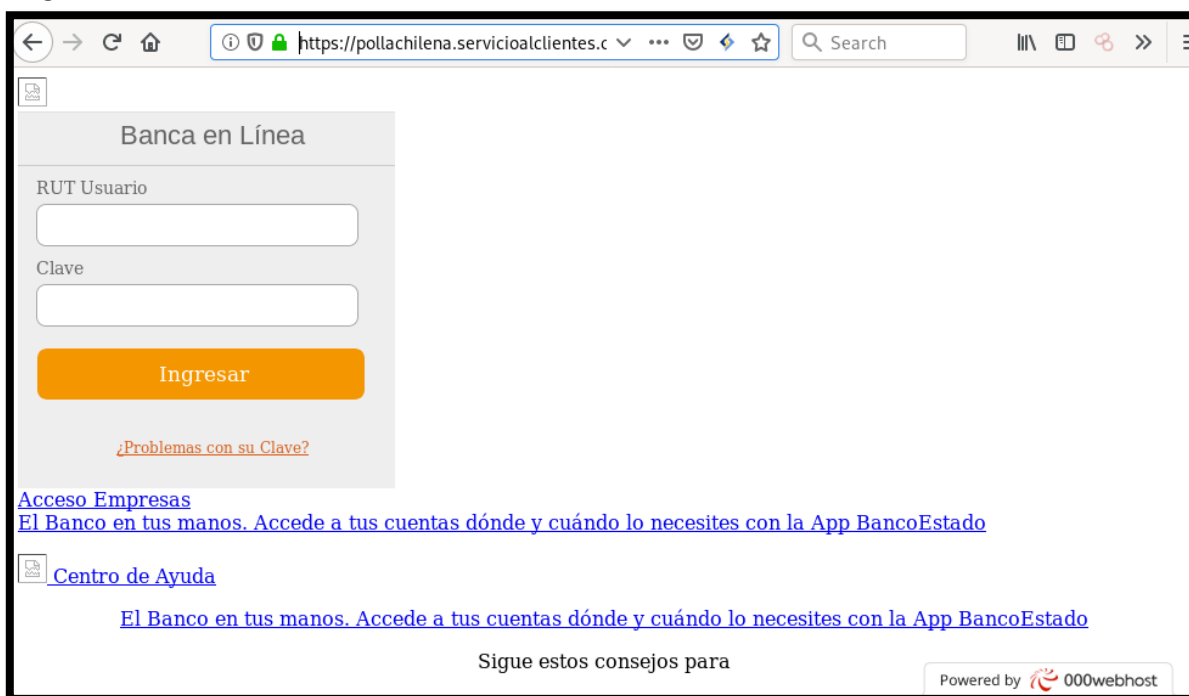 https://pollachilena.servicioalclientes.c
Search
Banca en Línea
RUT Usuario
Clave
Ingresar
¿Problemas con su Clave?
Acceso Empresas
El Banco en tus manos. Accede a tus cuentas dónde y cuándo lo necesites con la App BancoEstado
Centro de Ayuda
El Banco en tus manos. Accede a tus cuentas dónde y cuándo lo necesites con la App BancoEstado
Sigue estos consejos para
Powered by 000webhost